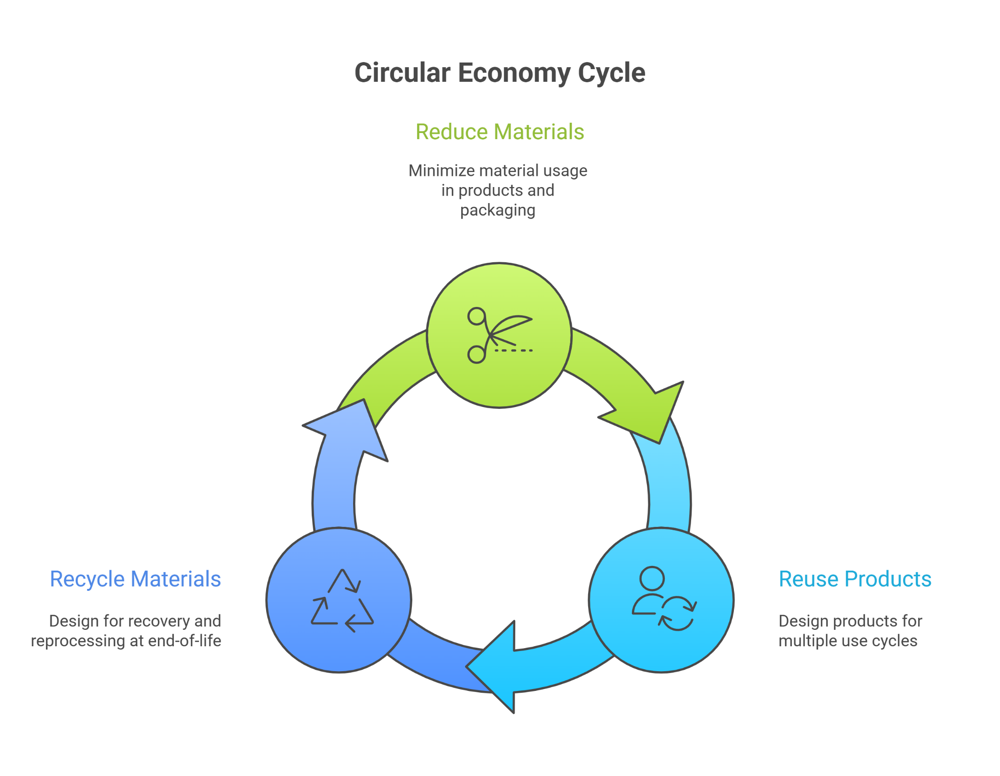 Circular Economy Cycle
Reduce Materials
Minimize material usage
in products and
packaging
Recycle Materials
Design for recovery and
reprocessing at end-of-life
Reuse Products
Design products for
multiple use cycles